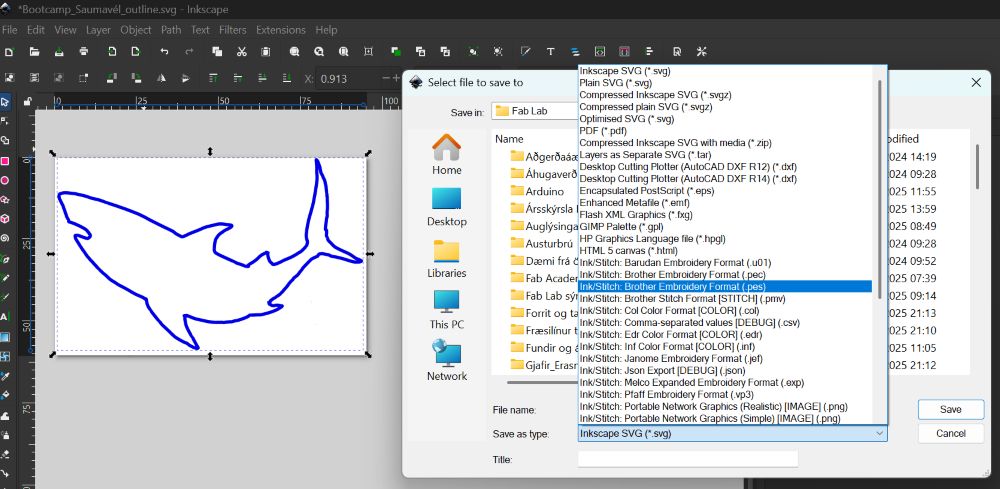 *Bootcamp_Saumavél_outline.svg - Inkscape
File Edit View Layer Object Path Text Filters Extensions Help
X: 0.913
Select file to save to
Save in: Fab Lab
Home
Desktop
Libraries
This PC
Network
Name
Aðgerðaáæ
Áhugaverð
Arduino
Ársskýrsla
Auglýsinga
Austurbrú
Dæmi frá
Fab Acade
Fab Lab sýr
Forrit og ta
Fræsilínur t
Fundir og
Gjafir_Erasn
Inkscape SVG (*.svg)
Plain SVG (*.svg)
Compressed Inkscape SVG (*.svgz)
Compressed plain SVG (*.svgz)
Optimised SVG (*.svg)
PDF (*.pdf)
Compressed Inkscape SVG with media (*.zip)
Layers as Separate SVG (*.tar)
Desktop Cutting Plotter (AutoCAD DXF R12) (*.dxf)
Desktop Cutting Plotter (AutoCAD DXF R14) (*.dxf)
Encapsulated PostScript (*.eps)
Enhanced Metafile (*.emf)
Flash XML Graphics (*.fxg)
GIMP Palette (*.gpl)
HP Graphics Language file (*.hpgl)
HTML 5 canvas (*.html)
Ink/Stitch: Barudan Embroidery Format (.u01)
Ink/Stitch: Brother Embroidery Format (.pec)
Ink/Stitch: Brother Embroidery Format (.pes)
Ink/Stitch: Brother Stitch Format [STITCH] (.pmv)
Ink/Stitch: Col Color Format [COLOR] (.col)
Ink/Stitch: Comma-separated values [DEBUG] (.csv)
Ink/Stitch: Edr Color Format [COLOR] (.edr)
Ink/Stitch: Inf Color Format [COLOR] (.inf)
Ink/Stitch: Janome Embroidery Format (.jef)
Ink/Stitch: Json Export [DEBUG] (.json)
Ink/Stitch: Melco Expanded Embroidery Format (.exp)
Ink/Stitch: Pfaff Embroidery Format (.vp3)
Ink/Stitch: Portable Network Graphics (Realistic) [IMAGE] (.png)
Ink/Stitch: Portable Network Graphics (Simple) [IMAGE] (.png)
odified
024 14:19
024 09:28
025 11:55
025 13:59
025 08:49
024 09:28
024 09:52
025 07:39
025 09:14
025 21:13
025 21:10
025 11:05
025 21:12
File name:
Save as type: Inkscape SVG (*.svg)
Title:
Save
Cancel
0 25 50 75 100
0
25
50
75